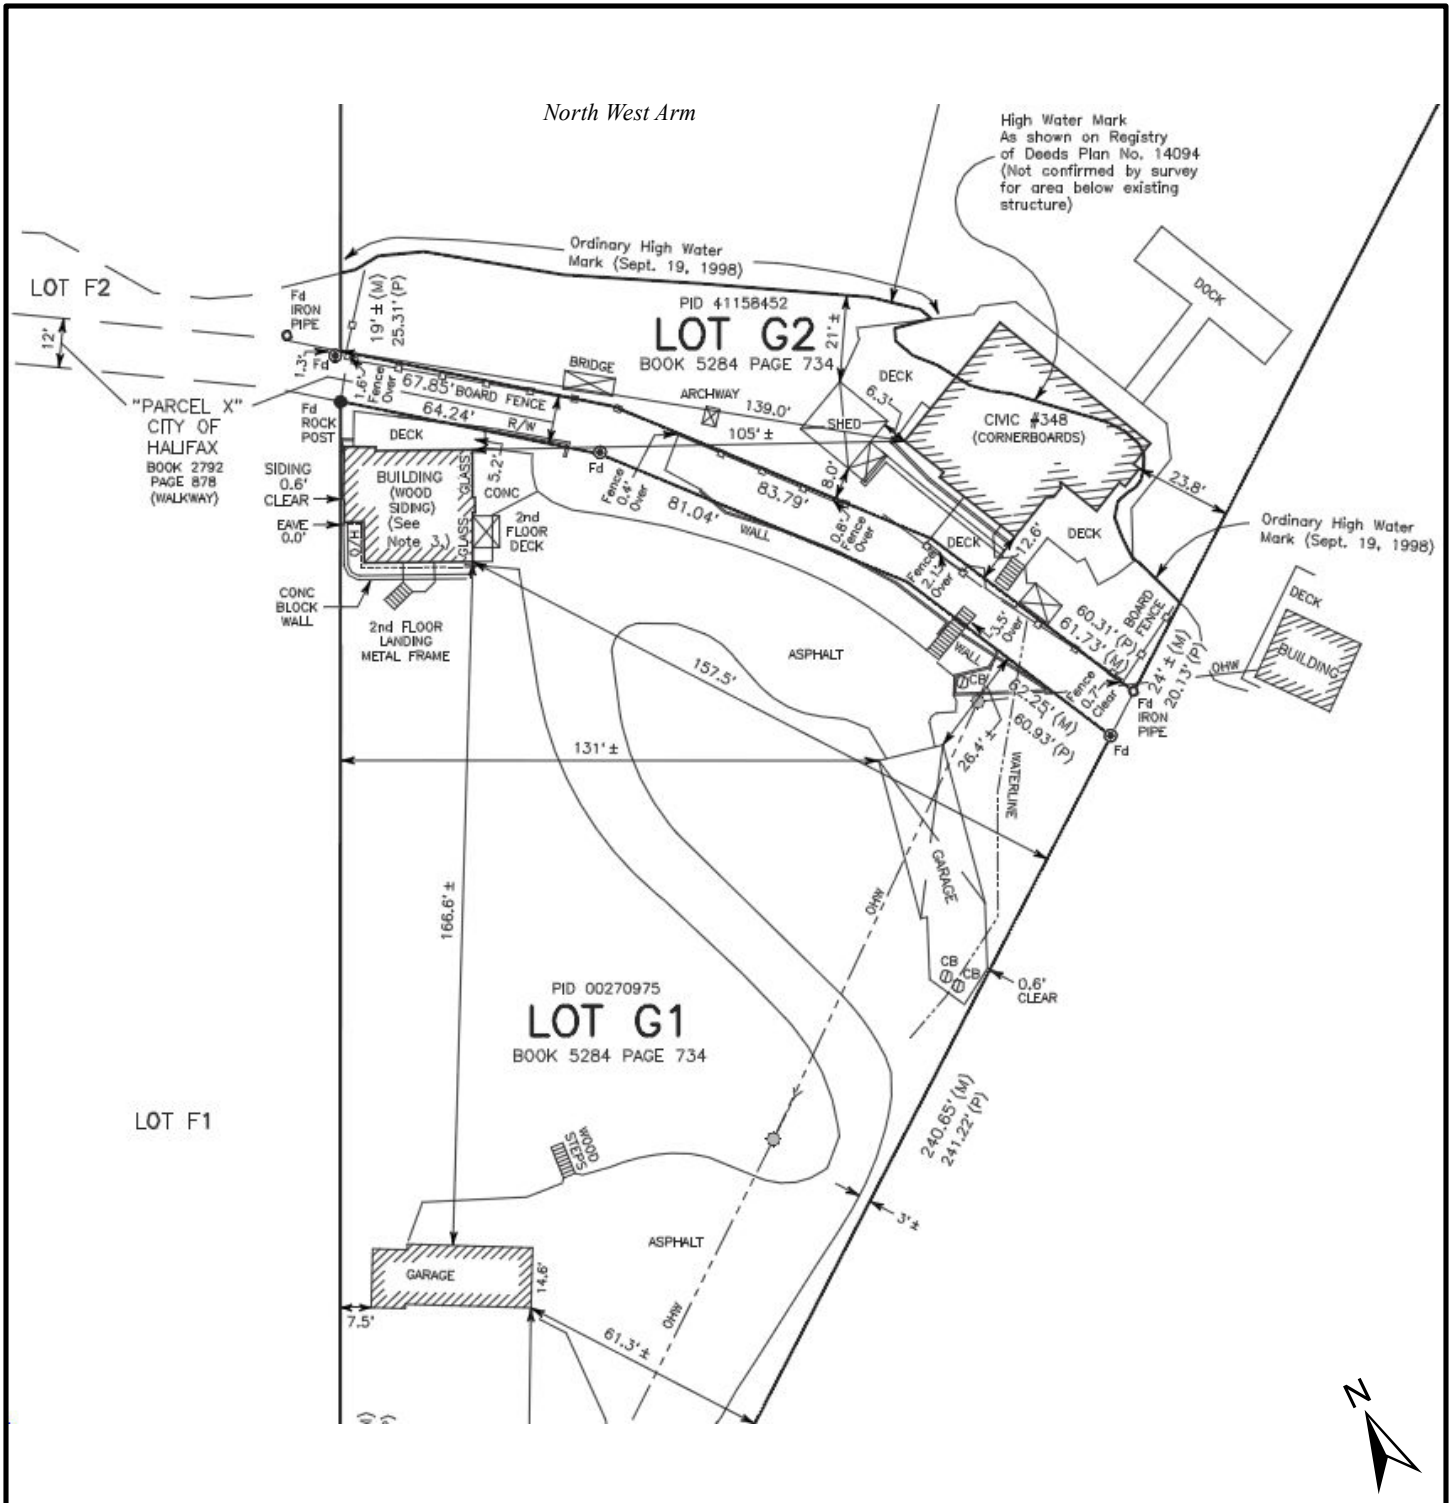 North West Arm
High Water Mark
As shown on Registry
of Deeds Plan No. 14094
(Not confirmed by survey
for area below existing
structure)
Ordinary High Water
Mark (Sept. 19, 1998)
DOCK
LOT F2
12'
Fd
IRON
PIPE
19' ± (M)
25.31' (P)
PID 41158452
LOT G2
BOOK 5284 PAGE 734
21' ±
1.3'
Fd
1.6'
Fence
Over
67.85'
BOARD FENCE
64.24'
R/W
BRIDGE
ARCHWAY
139.0'
105' ±
DECK
6.3'
SHED
CIVIC #348
(CORNERBOARDS)
23.8'
"PARCEL X"
CITY OF
HALIFAX
BOOK 2792
PAGE 878
(WALKWAY)
Fd
ROCK
POST
DECK
SIDING
0.6'
CLEAR
EAVE
0.0'
BUILDING
(WOOD
SIDING)
(See
Note 3.)
GLASS
GLASS
O/H
5.2'
CONC
2nd
FLOOR
DECK
Fd
Fence
0.4'
Over
81.04'
83.79'
WALL
8.0'
0.8'
Fence
Over
DECK
Fence
2.1'
Over
12.6'
DECK
Ordinary High Water
Mark (Sept. 19, 1998)
CONC
BLOCK
WALL
2nd FLOOR
LANDING
METAL FRAME
3.5'
Over
WALL
CB
60.31' (P)
61.73' (M)
BOARD
FENCE
24' ± (M)
20.13' (P)
OHW
DECK
BUILDING
Fence
0.7'
Clear
Fd
IRON
PIPE
Fd
ASPHALT
157.5'
62.25' (M)
60.93' (P)
26.4' ±
WATERLINE
131' ±
GARAGE
OHW
166.6' ±
CB
CB
0.6'
CLEAR
PID 00270975
LOT G1
BOOK 5284 PAGE 734
LOT F1
240.65' (M)
241.22' (P)
WOOD
STEPS
3' ±
ASPHALT
GARAGE
14.6'
7.5'
61.3' ±
OHW
N